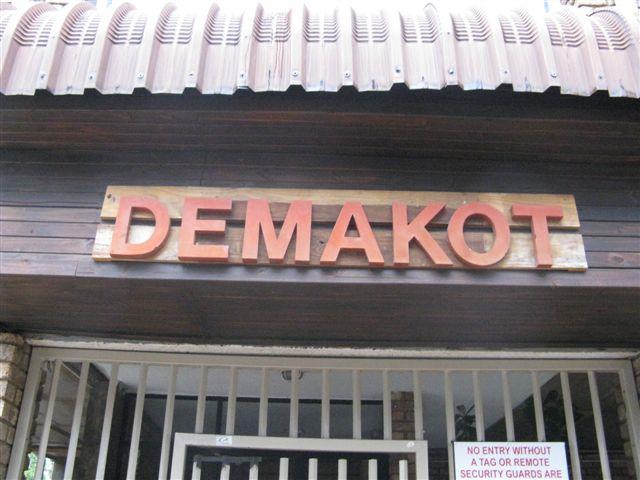 DEMAKOT
NO ENTRY WITHOUT
A TAG OR REMOTE
SECURITY GUARDS ARE